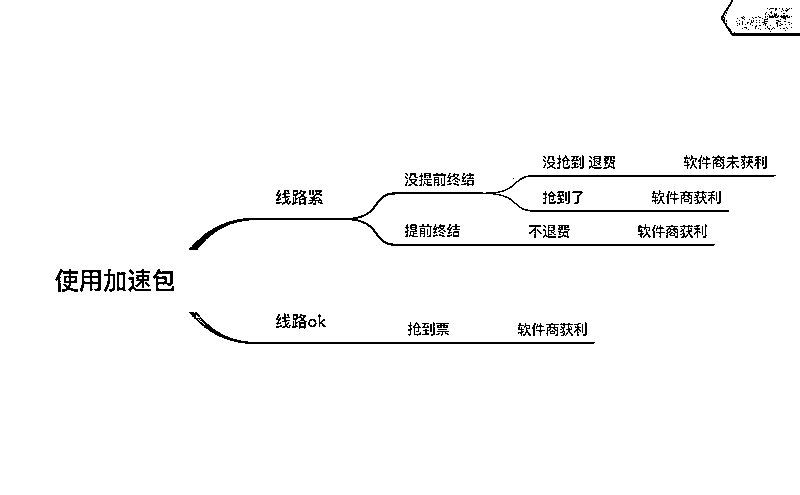 使用加速包
线路紧
没提前终结
没抢到 退费
软件商未获利
抢到了
软件商获利
提前终结
不退费
软件商获利
线路ok
抢到票
软件商获利